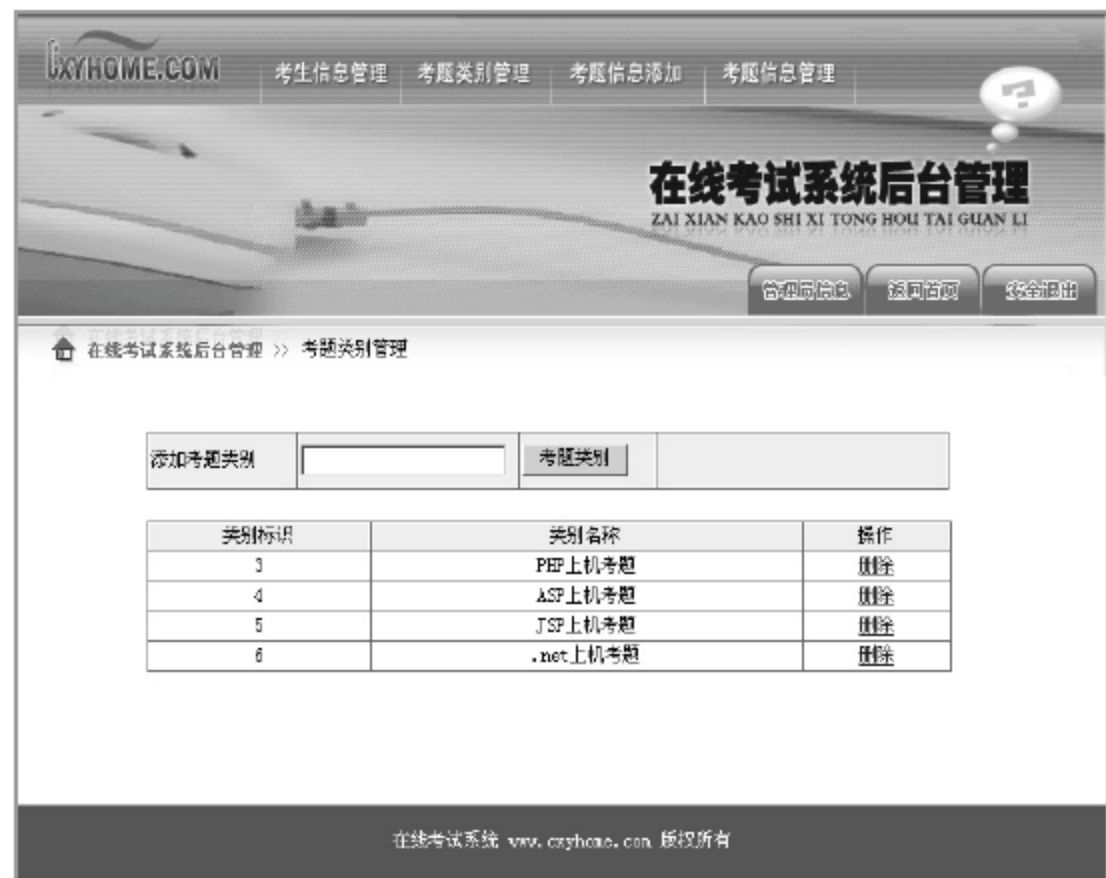 CXYHOME.COM
考生信息管理 考题类别管理 考题信息添加 考题信息管理
?
在线考试系统后台管理
ZAI XIAN KAO SHI XI TONG HOU TAI GUAN LI
返回首页 安全退出
在线考试系统后台管理 >> 考题类别管理
添加考题类别 考题类别
类别标识 类别名称 操作
3 PHP上机考题 删除
4 ASP上机考题 删除
5 JSP上机考题 删除
6 .net上机考题 删除
在线考试系统 www.cxyhome.com 版权所有